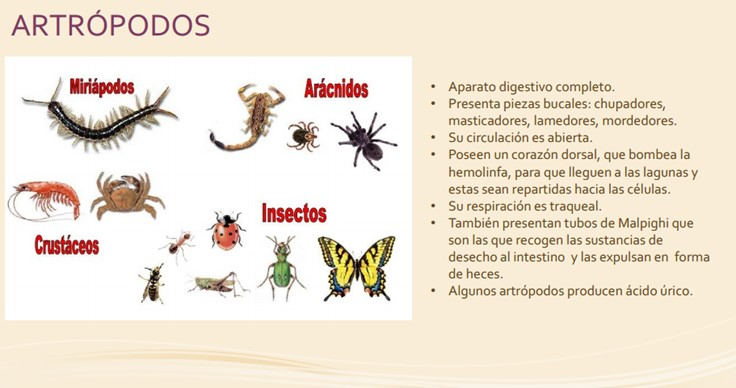 ARTRÓPODOS
Miriápodos
Arácnidos
Crustáceos
Insectos
• Aparato digestivo completo.
• Presenta piezas bucales: chupadores,
masticadores, lamedores, mordedores.
• Su circulación es abierta.
• Poseen un corazón dorsal, que bombea la
hemolinfa, para que lleguen a las lagunas y
estas sean repartidas hacia las células.
• Su respiración es traqueal.
• También presentan tubos de Malpighi que
son las que recogen las sustancias de
desecho al intestino y las expulsan en forma
de heces.
• Algunos artrópodos producen ácido úrico.